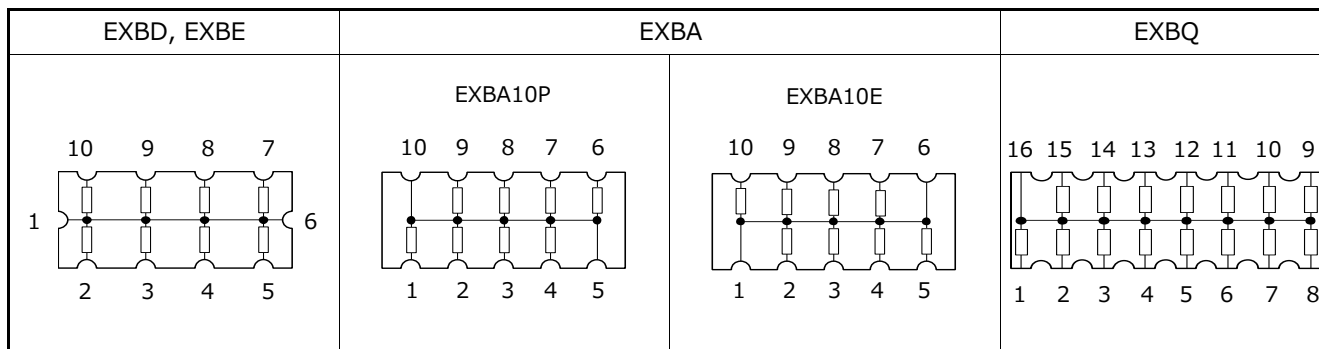 EXBD, EXBE
EXBA
EXBQ
EXBA10P
EXBA10E
10 9 8 7
1
6
2 3 4 5
10 9 8 7 6
1 2 3 4 5
10 9 8 7 6
1 2 3 4 5
16 15 14 13 12 11 10 9
1 2 3 4 5 6 7 8